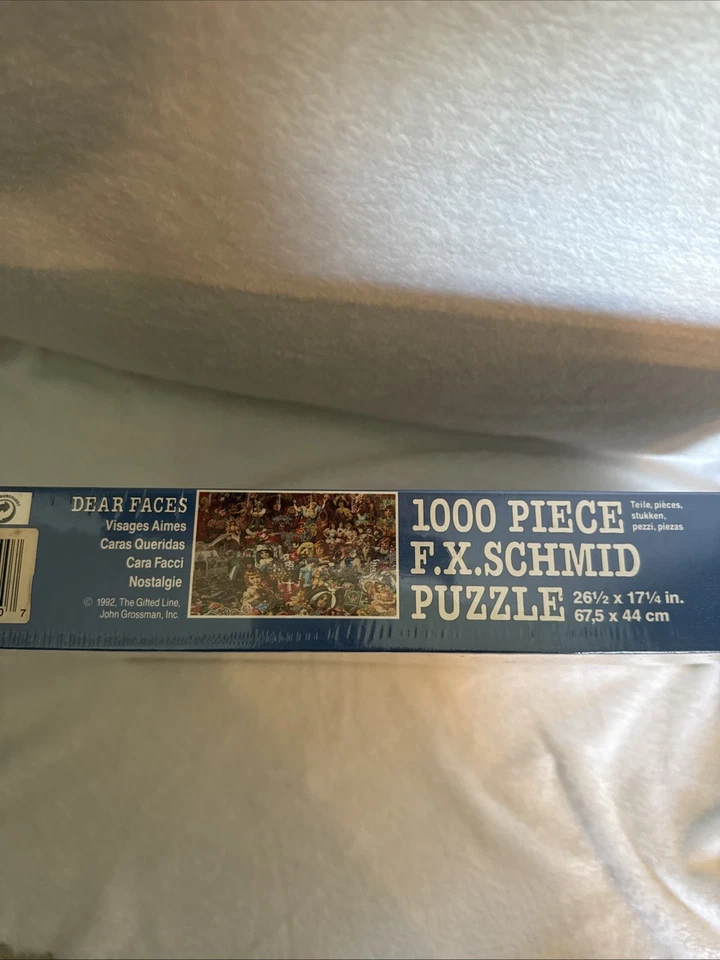 DEAR FACES
Visages Aimes
Caras Queridas
Cara Facci
Nostalgie
© 1992, The Gifted Line,
John Grossman, Inc.
7
1000 PIECE
Teile, pièces,
stukken,
pezzi, piezas
F.X.SCHMID
PUZZLE
26½ x 17¼ in.
67,5 x 44 cm